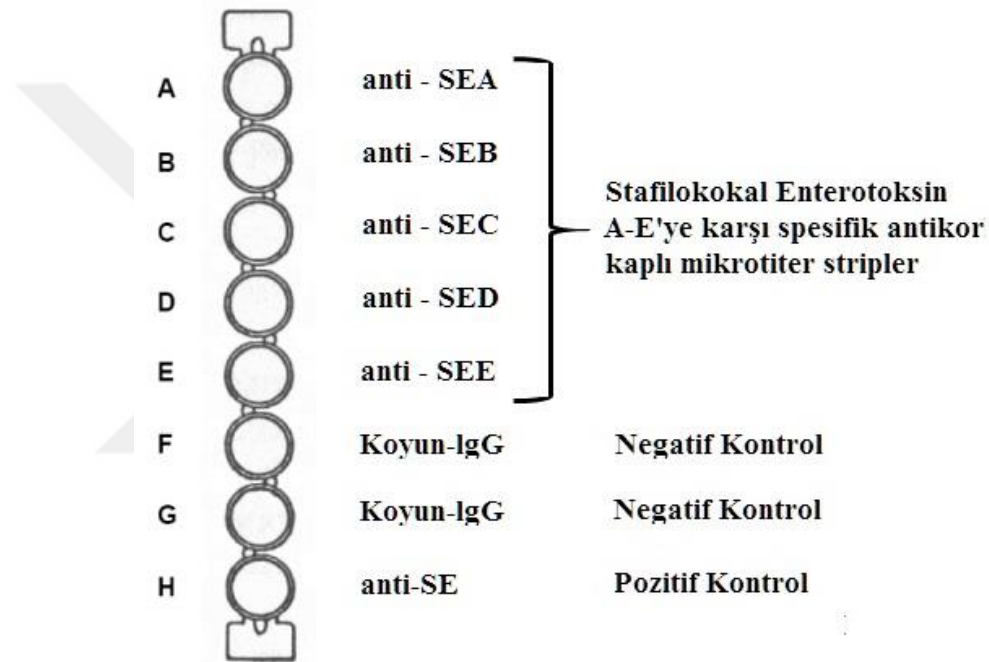 A anti - SEA
B anti - SEB
C anti - SEC
D anti - SED
E anti - SEE
Stafilokokal Enterotoksin
A-E'ye karşı spesifik antikor
kaplı mikrotiter stripler
F Koyun-lgG Negatif Kontrol
G Koyun-lgG Negatif Kontrol
H anti-SE Pozitif Kontrol